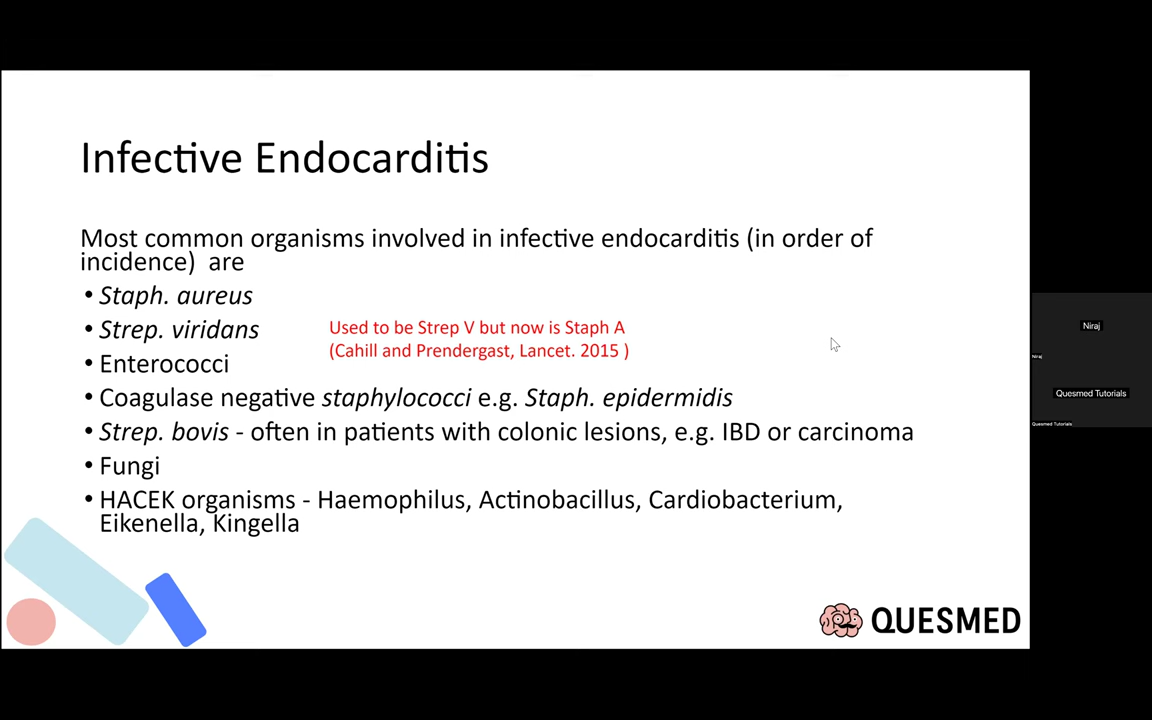 Infective Endocarditis
Most common organisms involved in infective endocarditis (in order of
incidence)  are
• Staph. aureus
• Strep. viridans
Used to be Strep V but now is Staph A
(Cahill and Prendergast, Lancet. 2015 )
• Enterococci
• Coagulase negative staphylococci e.g. Staph. epidermidis
• Strep. bovis - often in patients with colonic lesions, e.g. IBD or carcinoma
• Fungi
• HACEK organisms - Haemophilus, Actinobacillus, Cardiobacterium,
Eikenella, Kingella
QUESMED
Niraj
Niraj
Quesmed Tutorials
Quesmed Tutorials